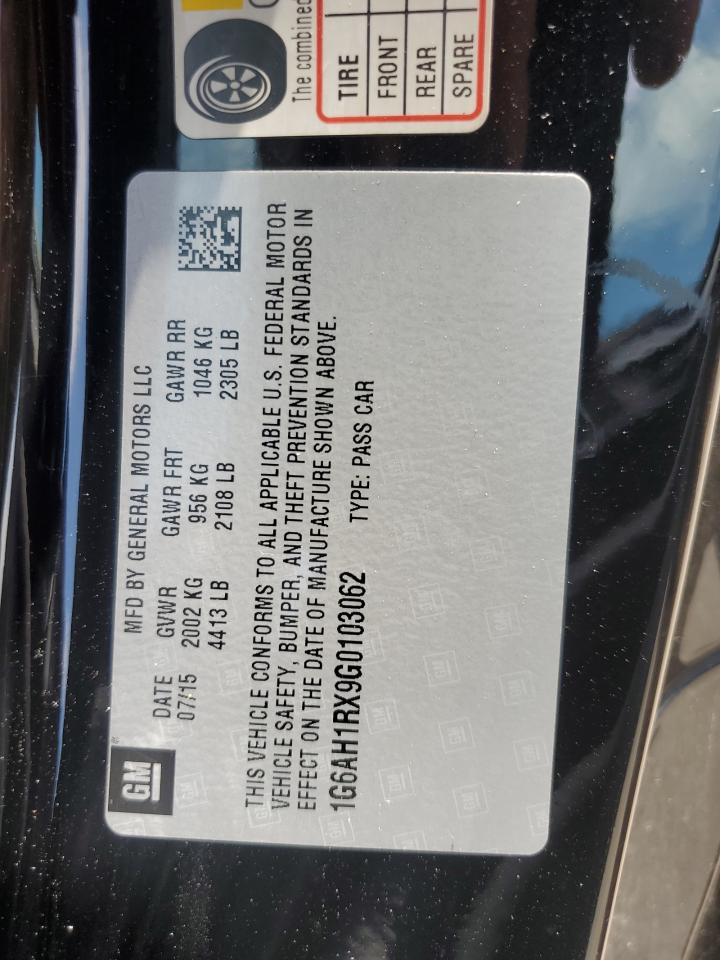 GM
MFD BY GENERAL MOTORS LLC
DATE GVWR GAWR FRT GAWR RR
07/15 2002 KG 956 KG 1046 KG
4413 LB 2108 LB 2305 LB
THIS VEHICLE CONFORMS TO ALL APPLICABLE U.S. FEDERAL MOTOR
VEHICLE SAFETY, BUMPER, AND THEFT PREVENTION STANDARDS IN
EFFECT ON THE DATE OF MANUFACTURE SHOWN ABOVE.
1G6AH1RX9G0103062 TYPE: PASS CAR
The combined
TIRE
FRONT
REAR
SPARE